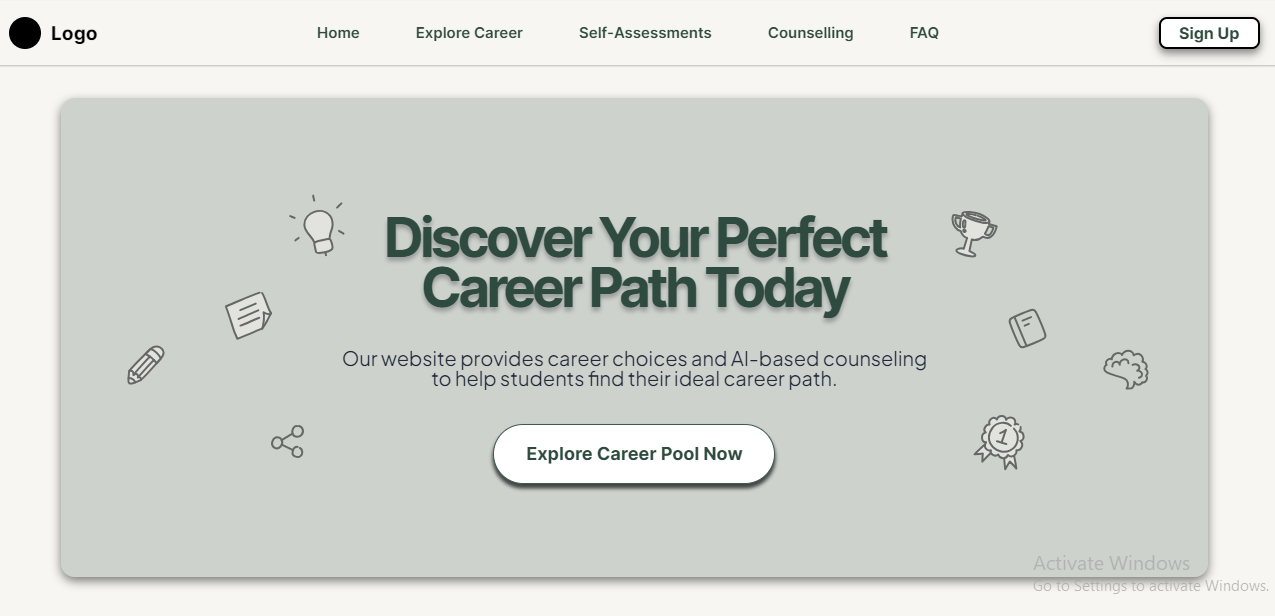 Logo
Home
Explore Career
Self-Assessments
Counselling
FAQ
Sign Up
Discover Your Perfect
Career Path Today
Our website provides career choices and AI-based counseling
to help students find their ideal career path.
1
Explore Career Pool Now
Activate Windows
Go to Settings to activate Windows.